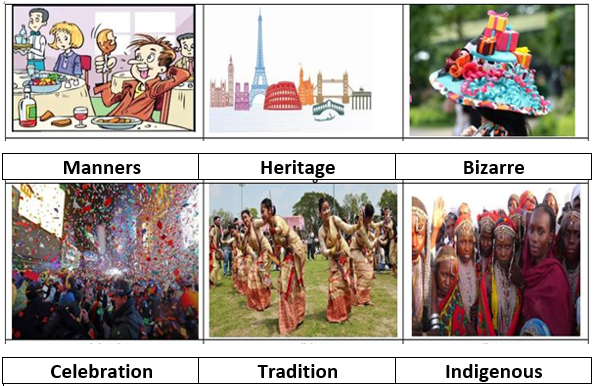 Manners Heritage Bizarre
Celebration Tradition Indigenous